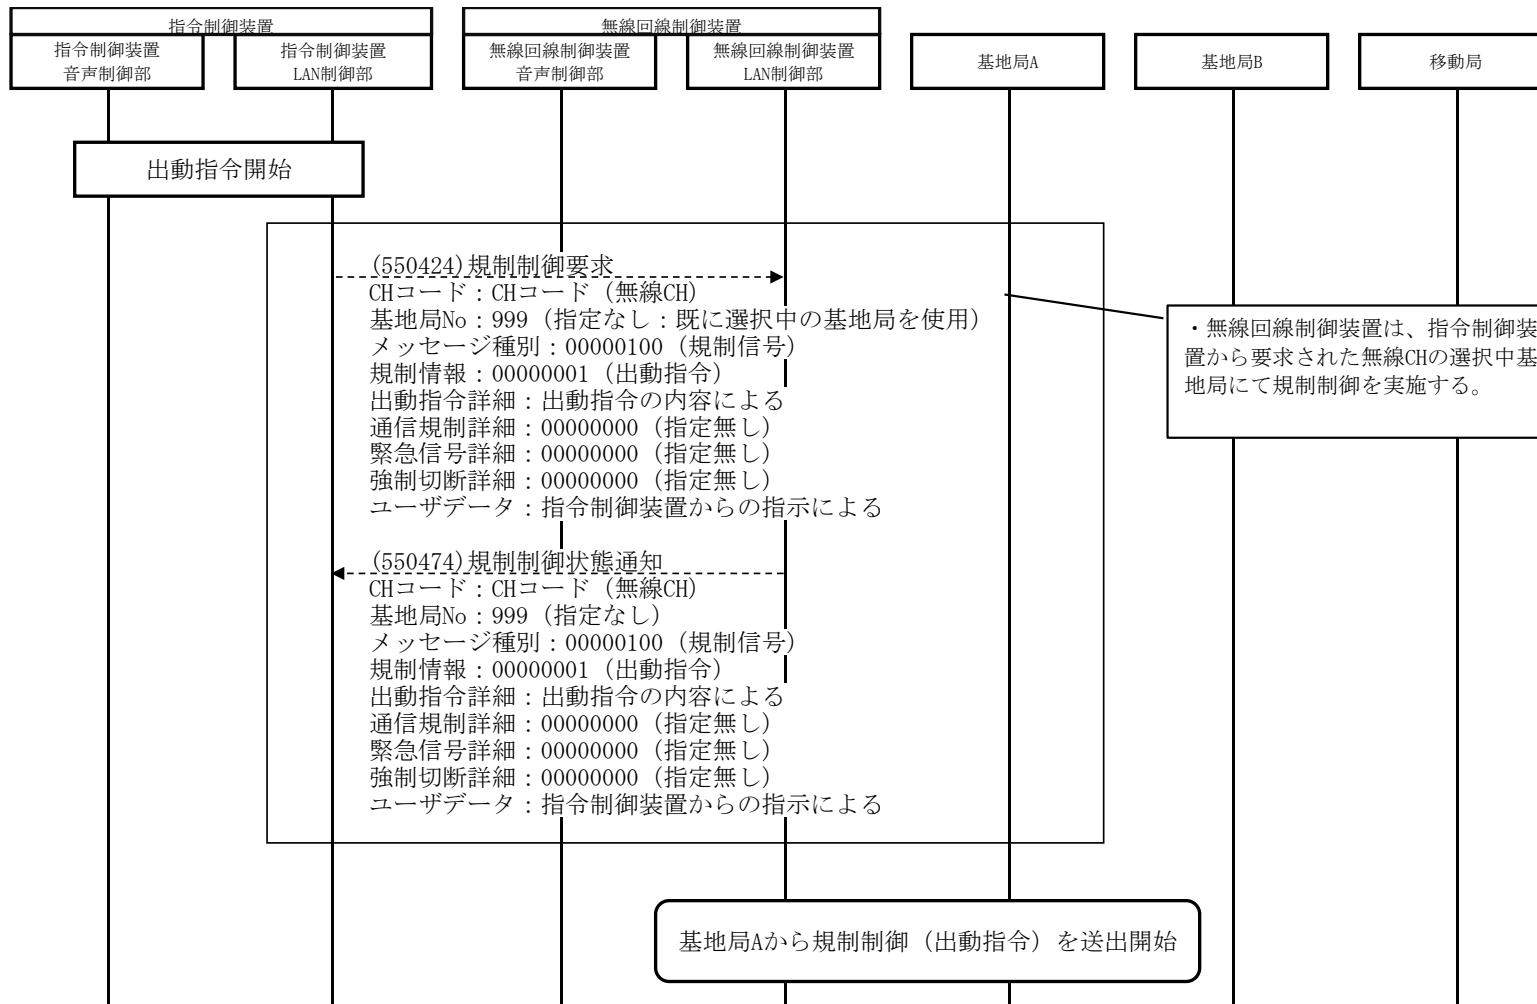 指令制御装置
無線回線制御装置
指令制御装置
音声制御部
指令制御装置
LAN制御部
無線回線制御装置
音声制御部
無線回線制御装置
LAN制御部
基地局A
基地局B
移動局
出動指令開始
(550424)規制制御要求
CHコード：CHコード（無線CH）
基地局No：999（指定なし：既に選択中の基地局を使用）
メッセージ種別：00000100（規制信号）
規制情報：00000001（出動指令）
出動指令詳細：出動指令の内容による
通信規制詳細：00000000（指定無し）
緊急信号詳細：00000000（指定無し）
強制切断詳細：00000000（指定無し）
ユーザデータ：指令制御装置からの指示による
・無線回線制御装置は、指令制御装
置から要求された無線CHの選択中基
地局にて規制制御を実施する。
(550474)規制制御状態通知
CHコード：CHコード（無線CH）
基地局No：999（指定なし）
メッセージ種別：00000100（規制信号）
規制情報：00000001（出動指令）
出動指令詳細：出動指令の内容による
通信規制詳細：00000000（指定無し）
緊急信号詳細：00000000（指定無し）
強制切断詳細：00000000（指定無し）
ユーザデータ：指令制御装置からの指示による
基地局Aから規制制御（出動指令）を送出開始